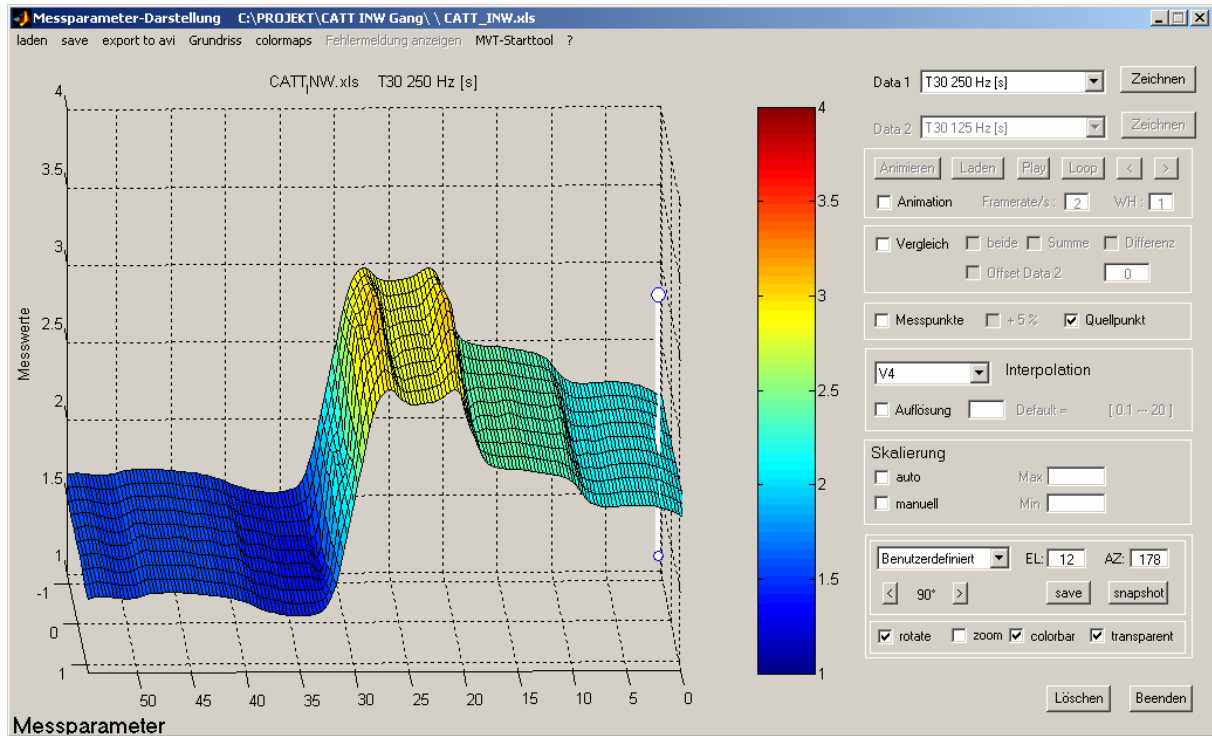 Messparameter-Darstellung C:\PROJEKT\CATT INW Gang\ \ CATT_INW.xls
laden save export to avi Grundriss colormaps Fehlermeldung anzeigen MVT-Starttool ?
CATT_INW.xls T30 250 Hz [s]
4
3.5
3
2.5
2
1.5
1
Messwerte
-1
0
1
50 45 40 35 30 25 20 15 10 5 0
Messparameter
4
3.5
3
2.5
2
1.5
1
Data 1 T30 250 Hz [s] Zeichnen
Data 2 T30 125 Hz [s] Zeichnen
Animieren Laden Play Loop < >
Animation Framerate/s : 2 WH : 1
Vergleich beide Summe Differenz
Offset Data 2 0
Messpunkte + 5 % Quellpunkt
V4 Interpolation
Auflösung Default = [ 0.1 --- 20 ]
Skalierung
auto Max
manuell Min
Benutzerdefiniert EL: 12 AZ: 178
< 90° > save snapshot
rotate zoom colorbar transparent
Löschen Beenden